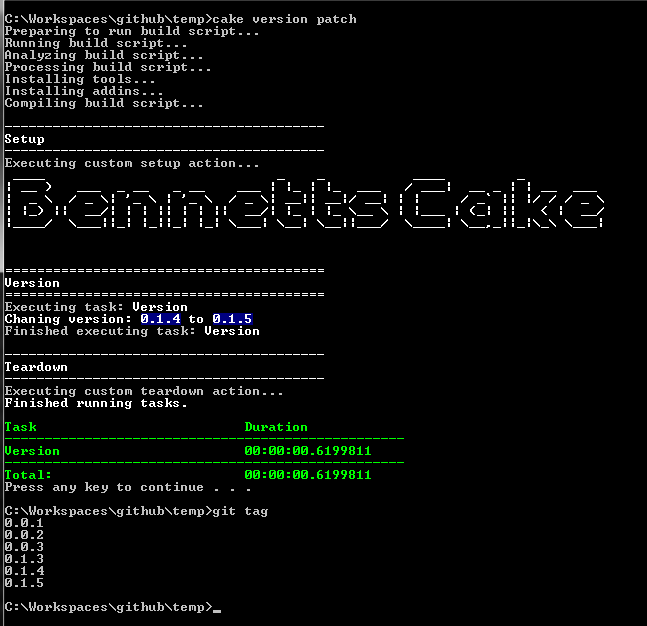 C:\Workspaces\github\temp>cake version patch
Preparing to run build script...
Running build script...
Analyzing build script...
Processing build script...
Installing tools...
Installing addins...
Compiling build script...
----------------------------------------
Setup
----------------------------------------
Executing custom setup action...
BennettsCake
========================================
Version
========================================
Executing task: Version
Chaning version: 0.1.4 to 0.1.5
Finished executing task: Version
----------------------------------------
Teardown
----------------------------------------
Executing custom teardown action...
Finished running tasks.
Task Duration
--------------------------------------------------
Version 00:00:00.6199811
--------------------------------------------------
Total: 00:00:00.6199811
Press any key to continue . . .
C:\Workspaces\github\temp>git tag
0.0.1
0.0.2
0.0.3
0.1.3
0.1.4
0.1.5
C:\Workspaces\github\temp>_